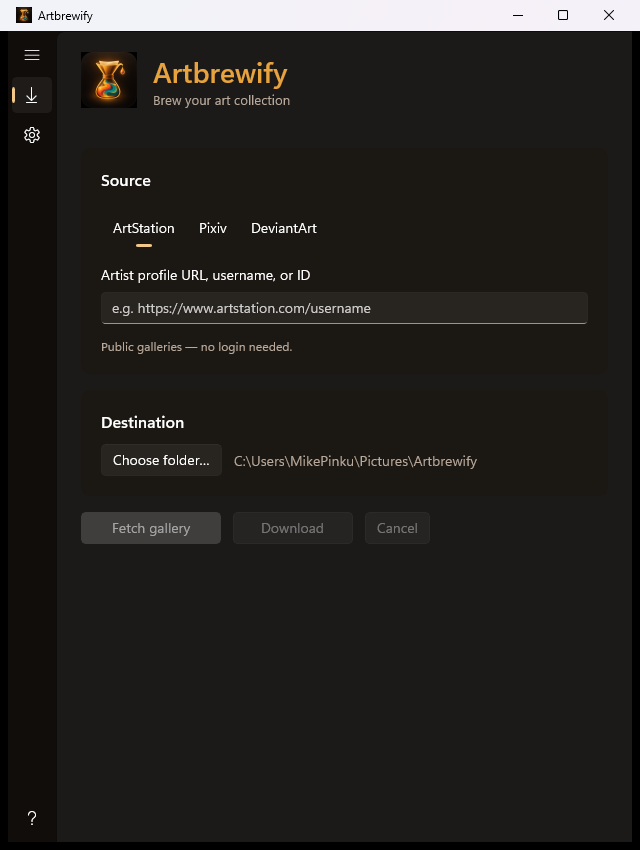 Artbrewify
Artbrewify
Brew your art collection
Source
ArtStation Pixiv DeviantArt
Artist profile URL, username, or ID
e.g. https://www.artstation.com/username
Public galleries — no login needed.
Destination
Choose folder... C:\Users\MikePinku\Pictures\Artbrewify
Fetch gallery Download Cancel
?